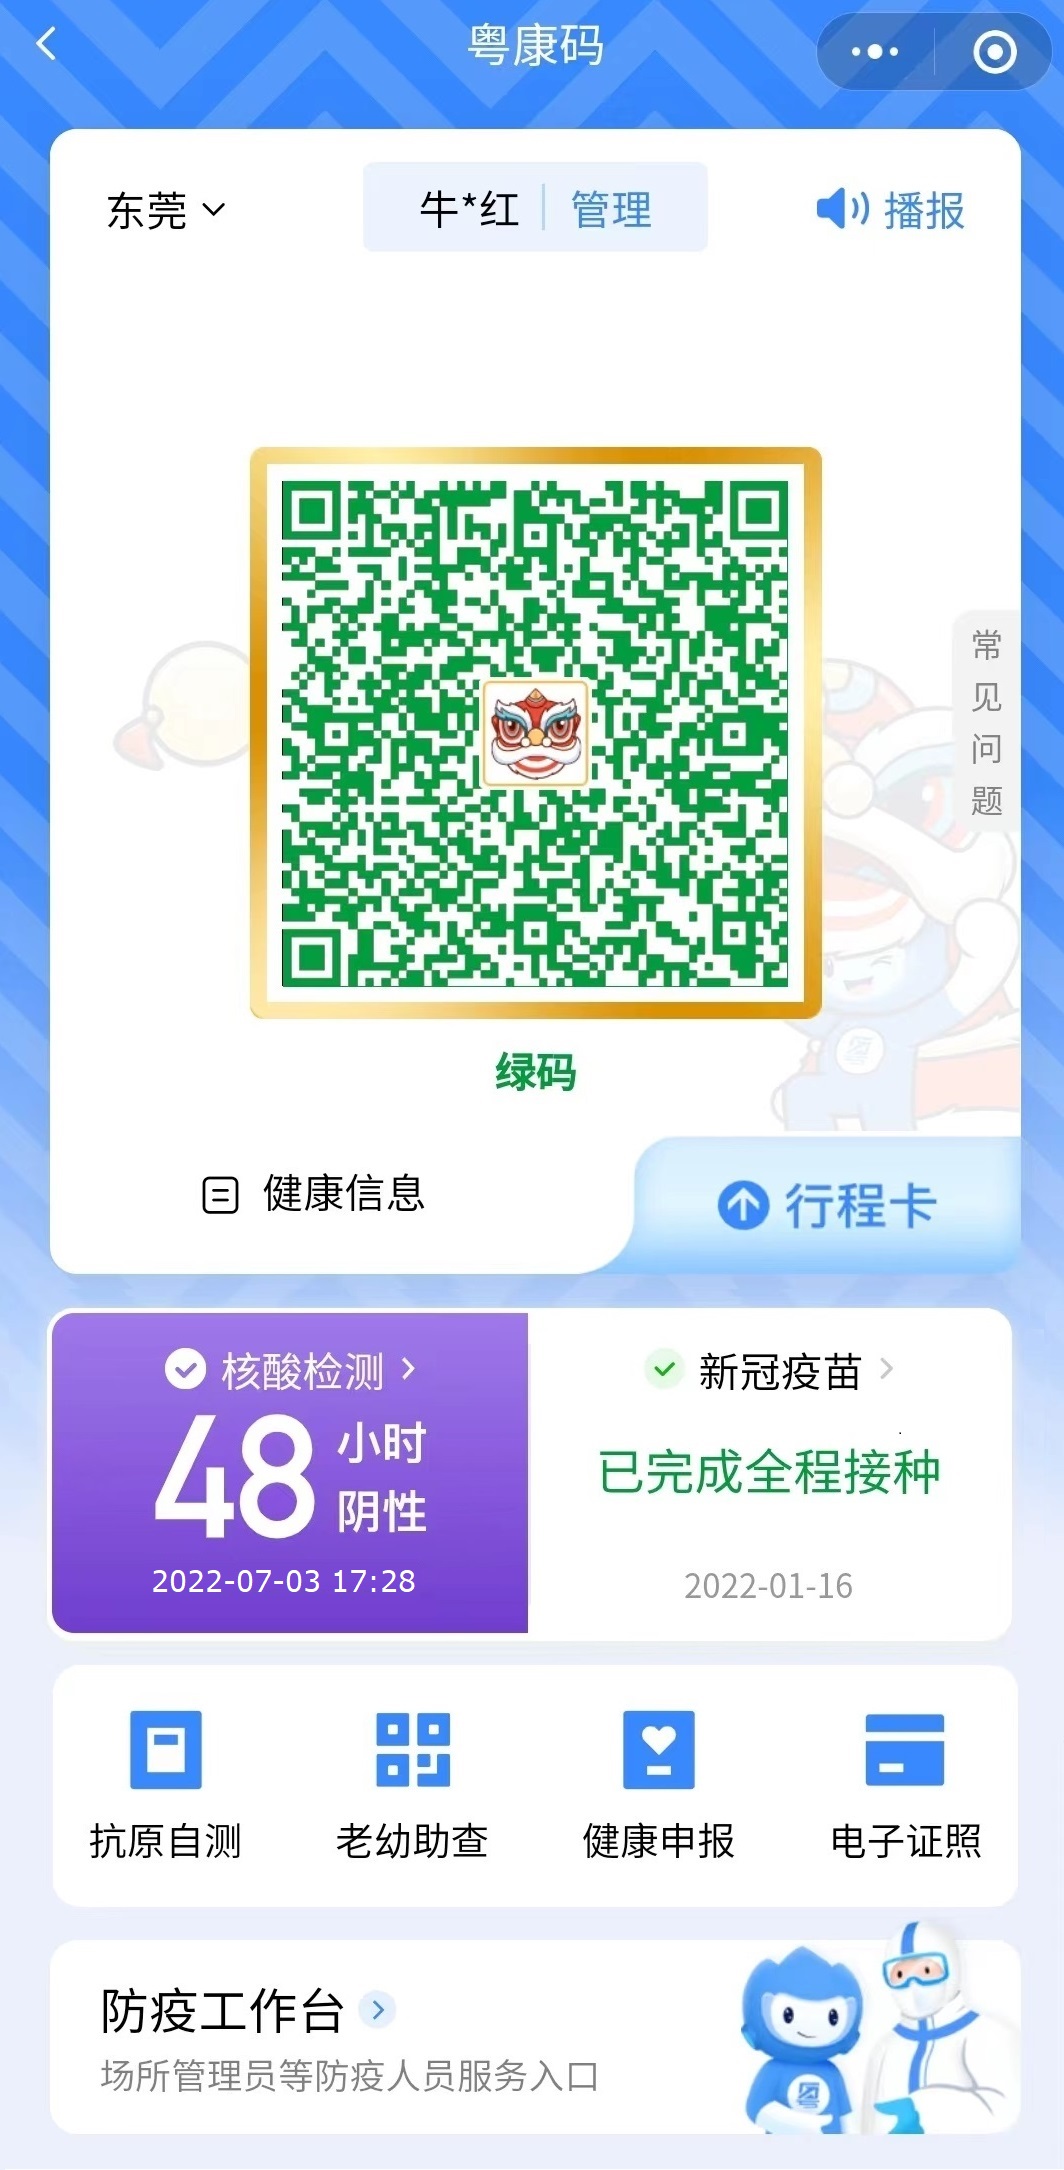 粤康码
东莞
牛*红 管理
播报
常见问题
绿码
健康信息
行程卡
核酸检测
48 小时 阴性
2022-07-03 17:28
新冠疫苗
已完成全程接种
2022-01-16
抗原自测
老幼助查
健康申报
电子证照
防疫工作台
场所管理员等防疫人员服务入口
粤
粤